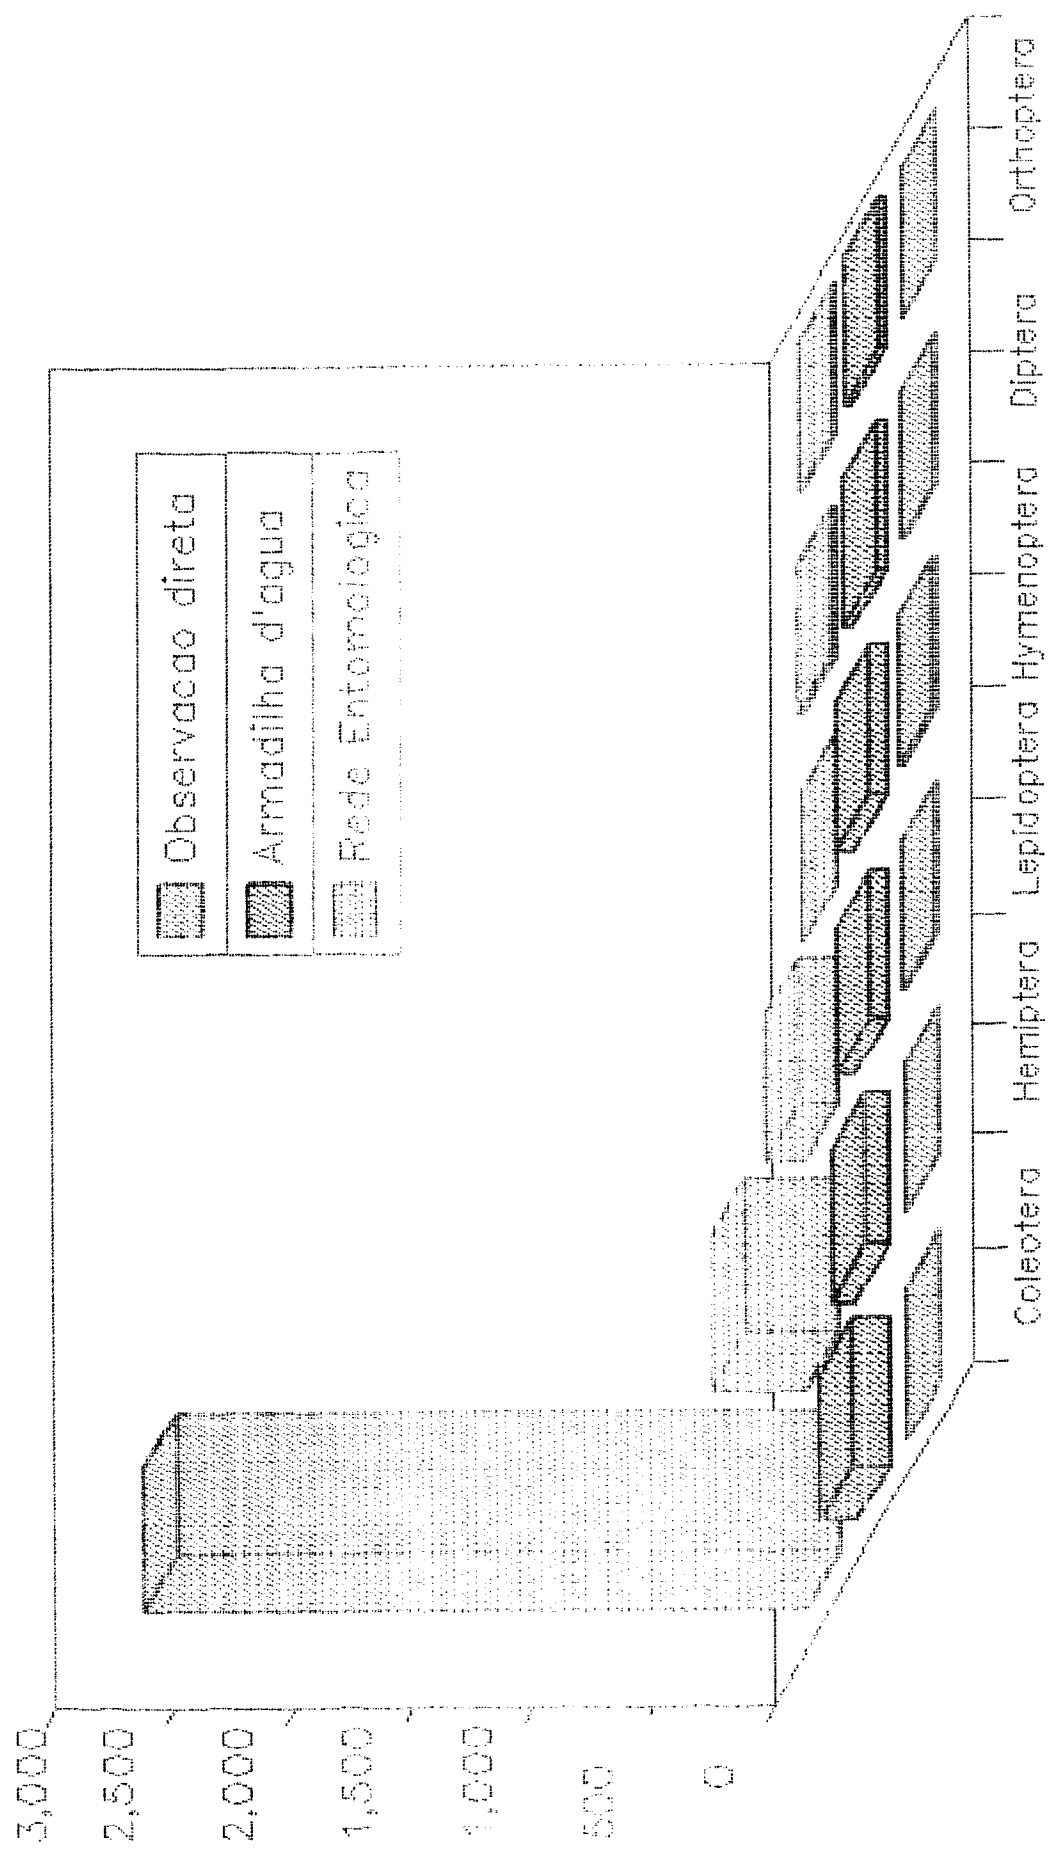 3,000
2,500
2,000
1,500
1,000
500
0
Observacao direta
Armadilha d'agua
Rede Entomologica
Coleotera
Hemiptera
Lepidoptera
Hymenoptera
Diptera
Orthoptera